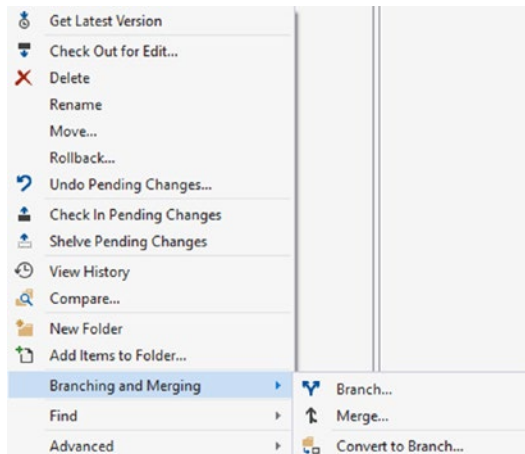 Get Latest Version
Check Out for Edit...
Delete
Rename
Move...
Rollback...
Undo Pending Changes...
Check In Pending Changes
Shelve Pending Changes
View History
Compare...
New Folder
Add Items to Folder...
Branching and Merging
Branch...
Find
Merge...
Advanced
Convert to Branch...